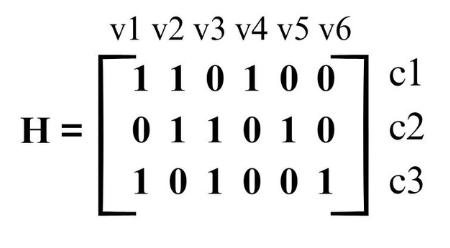 v1 v2 v3 v4 v5 v6
1 1 0 1 0 0 c1
H = 0 1 1 0 1 0 c2
1 0 1 0 0 1 c3